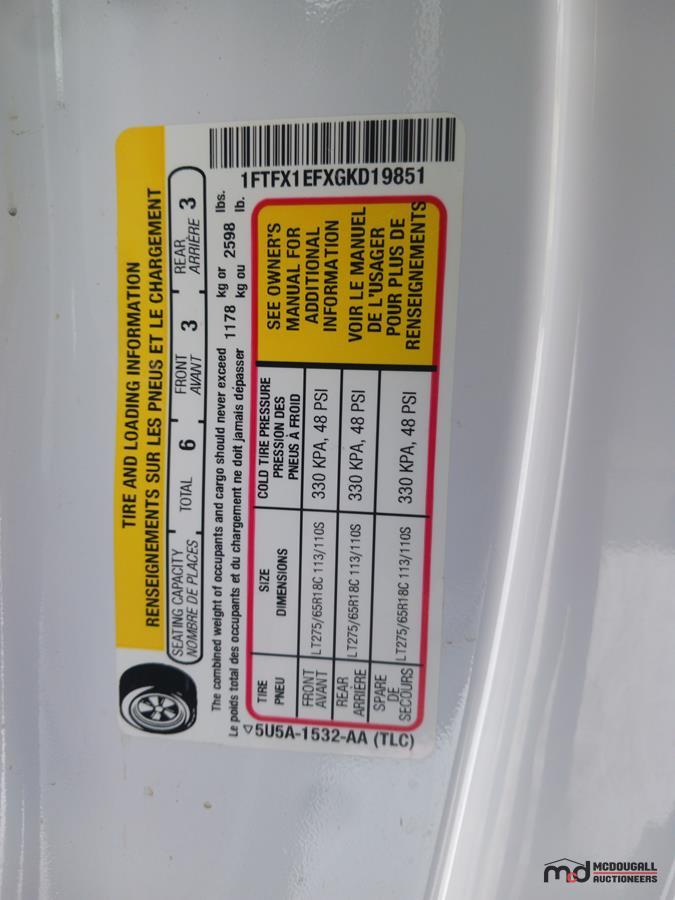 TIRE AND LOADING INFORMATION
RENSEIGNEMENTS SUR LES PNEUS ET LE CHARGEMENT
SEATING CAPACITY TOTAL 6 FRONT 3 REAR 3
NOMBRE DE PLACES AVANT ARRIÈRE
The combined weight of occupants and cargo should never exceed 1178 kg or 2598 lbs.
Le poids total des occupants et du chargement ne doit jamais dépasser kg ou lb.
1FTFX1EFXGKD19851
TIRE SIZE COLD TIRE PRESSURE
PNEU DIMENSIONS PRESSION DES
PNEUS À FROID
FRONT
AVANT LT275/65R18C 113/110S 330 KPA, 48 PSI
REAR
ARRIÈRE LT275/65R18C 113/110S 330 KPA, 48 PSI
SPARE
DE
SECOURS LT275/65R18C 113/110S 330 KPA, 48 PSI
SEE OWNER'S
MANUAL FOR
ADDITIONAL
INFORMATION
VOIR LE MANUEL
DE L'USAGER
POUR PLUS DE
RENSEIGNEMENTS
5U5A-1532-AA (TLC)
mcd MCDOUGALL
AUCTIONEERS